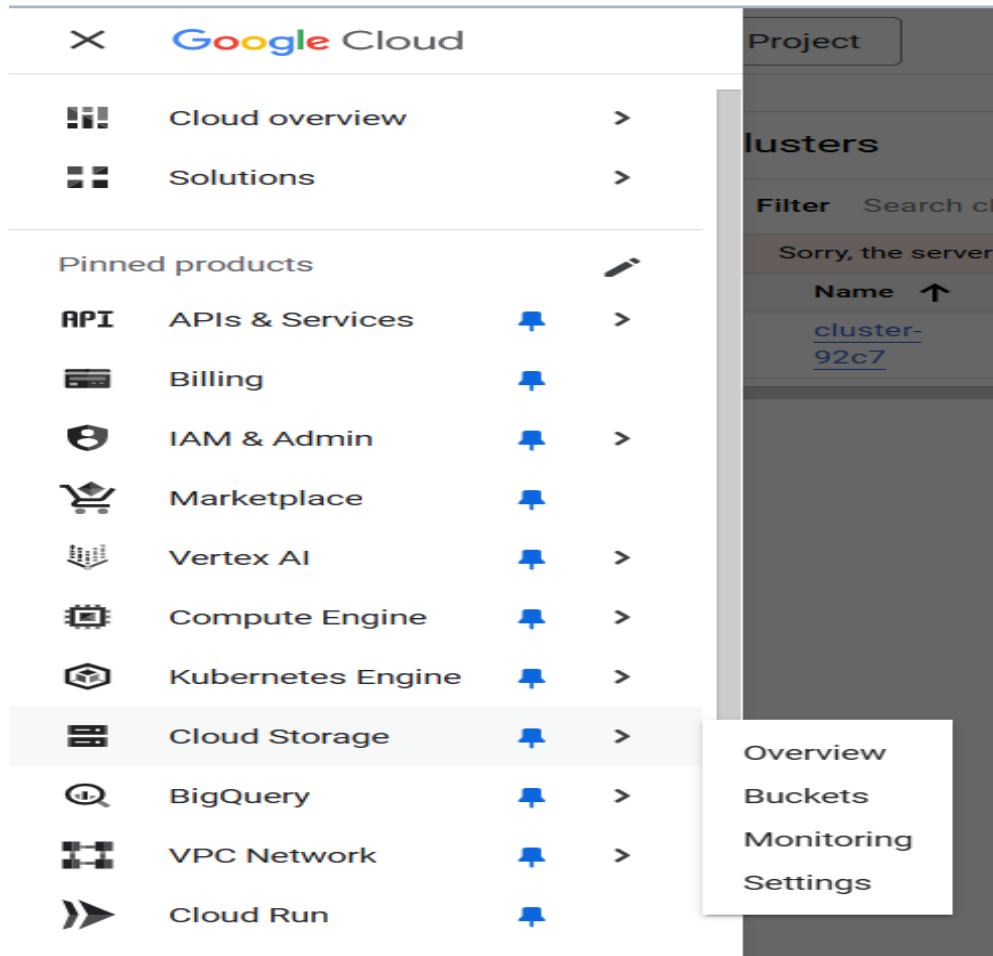 Google Cloud
Project
Cloud overview
Solutions
Pinned products
API APIs & Services
Billing
IAM & Admin
Marketplace
Vertex AI
Compute Engine
Kubernetes Engine
Cloud Storage
BigQuery
VPC Network
Cloud Run
Overview
Buckets
Monitoring
Settings
lusters
Filter Search cl
Sorry, the server
Name
cluster-
92c7